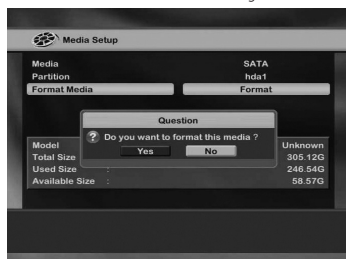 Media Setup
Media SATA
Partition hda1
Format Media Format
Question
? Do you want to format this media ?
Yes No
Model Unknown
Total Size 305.12G
Used Size : 246.54G
Available Size : 58.57G